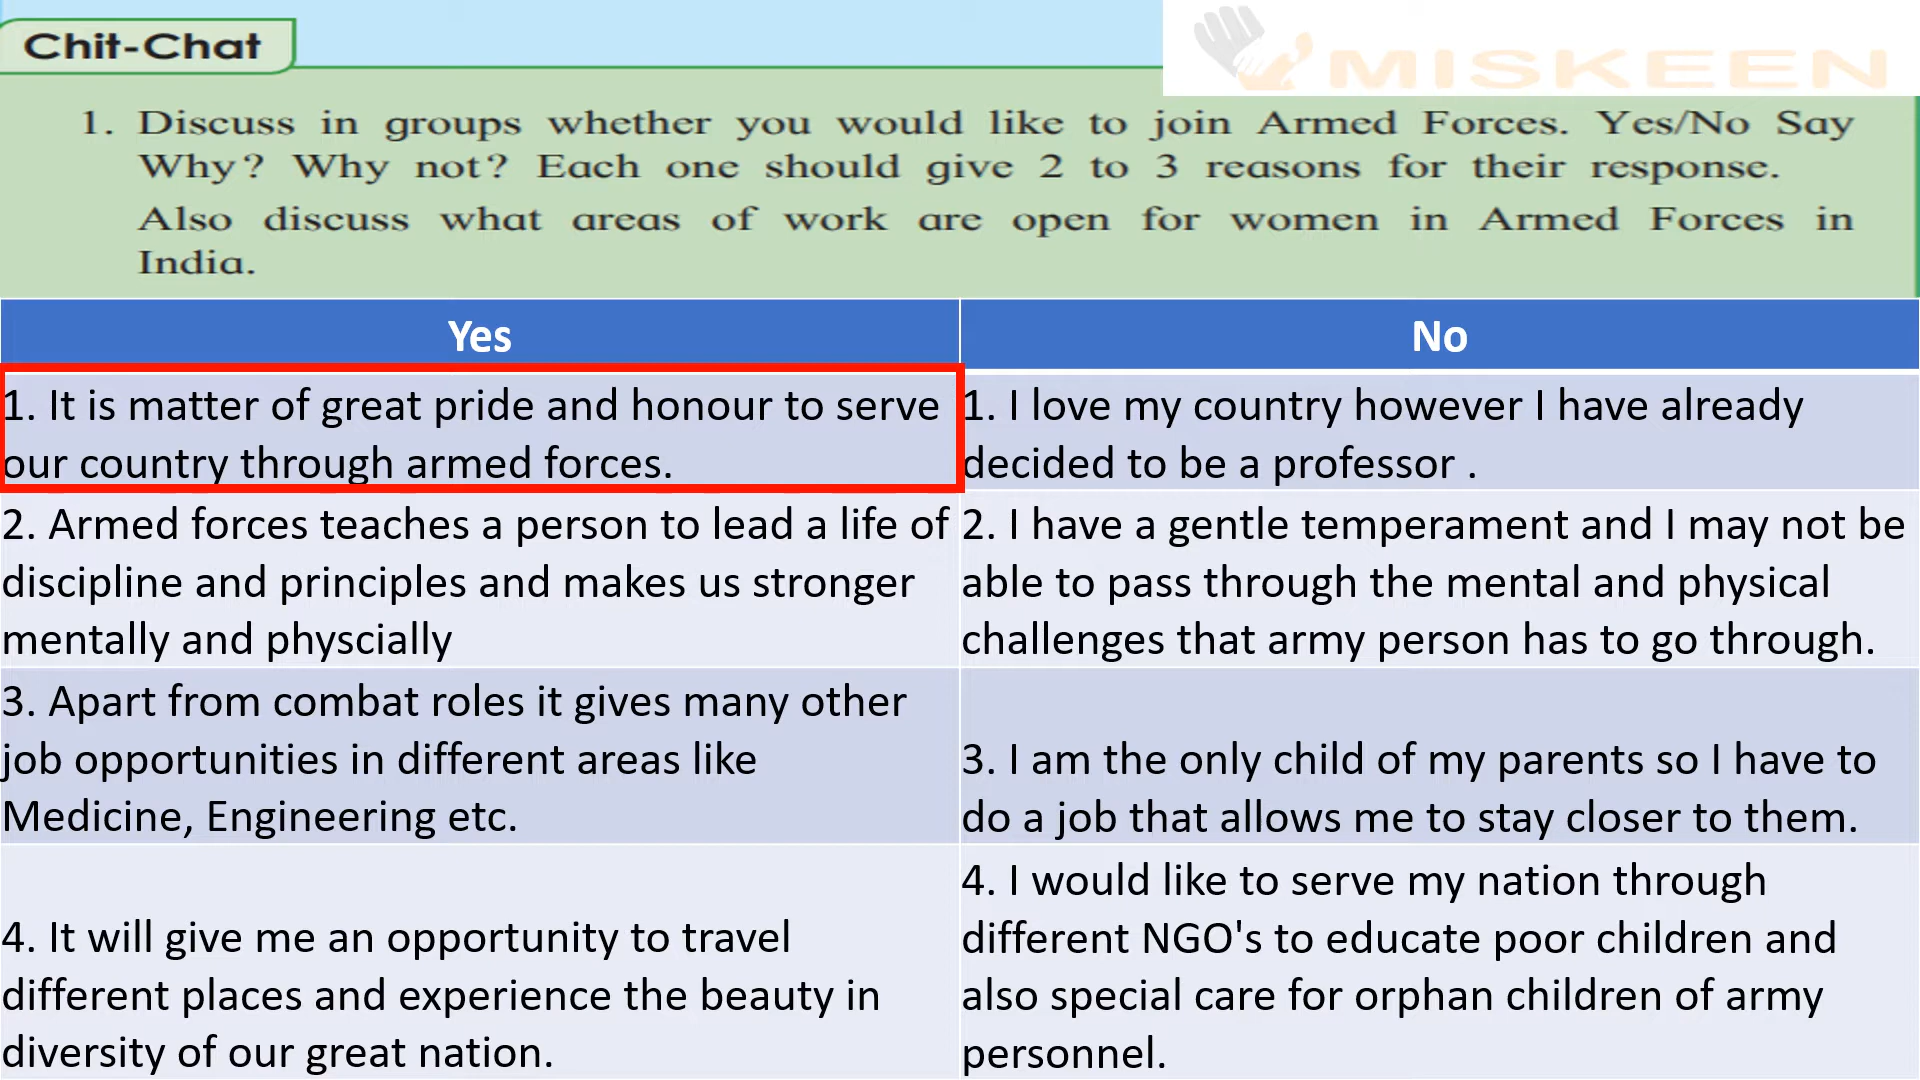 Chit-Chat
MISKEEN
1. Discuss in groups whether you would like to join Armed Forces. Yes/No Say
Why? Why not? Each one should give 2 to 3 reasons for their response.
Also discuss what areas of work are open for women in Armed Forces in
India.
Yes
No
1. It is matter of great pride and honour to serve
our country through armed forces.
1. I love my country however I have already
decided to be a professor .
2. Armed forces teaches a person to lead a life of
discipline and principles and makes us stronger
mentally and physcially
2. I have a gentle temperament and I may not be
able to pass through the mental and physical
challenges that army person has to go through.
3. Apart from combat roles it gives many other
job opportunities in different areas like
Medicine, Engineering etc.
3. I am the only child of my parents so I have to
do a job that allows me to stay closer to them.
4. It will give me an opportunity to travel
different places and experience the beauty in
diversity of our great nation.
4. I would like to serve my nation through
different NGO's to educate poor children and
also special care for orphan children of army
personnel.